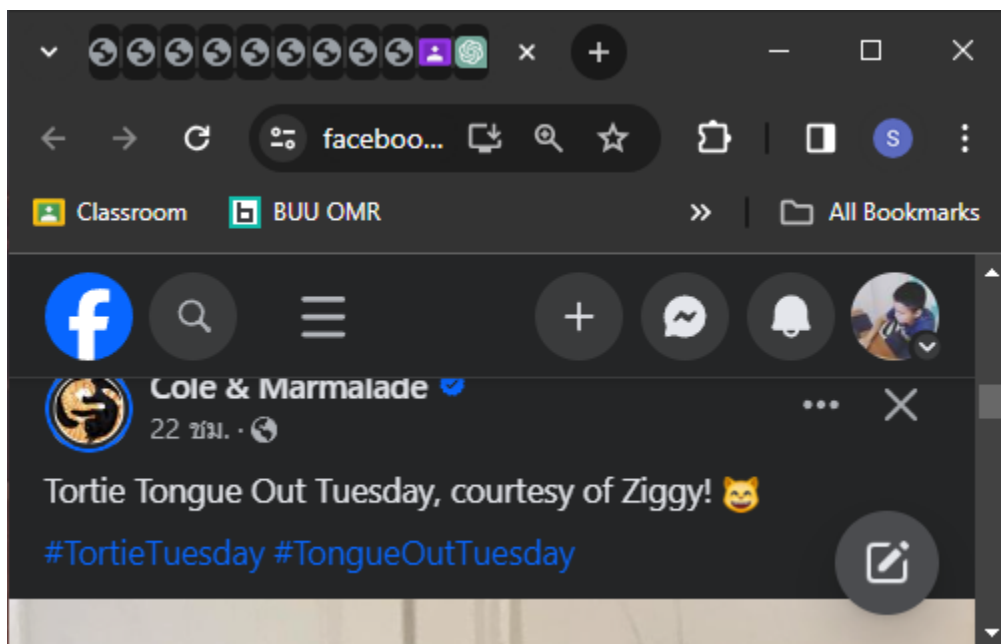 faceboo...
S
Classroom
BUU OMR
All Bookmarks
Cole & Marmalade
22 ชม.
Tortie Tongue Out Tuesday, courtesy of Ziggy! 😸
#TortieTuesday #TongueOutTuesday